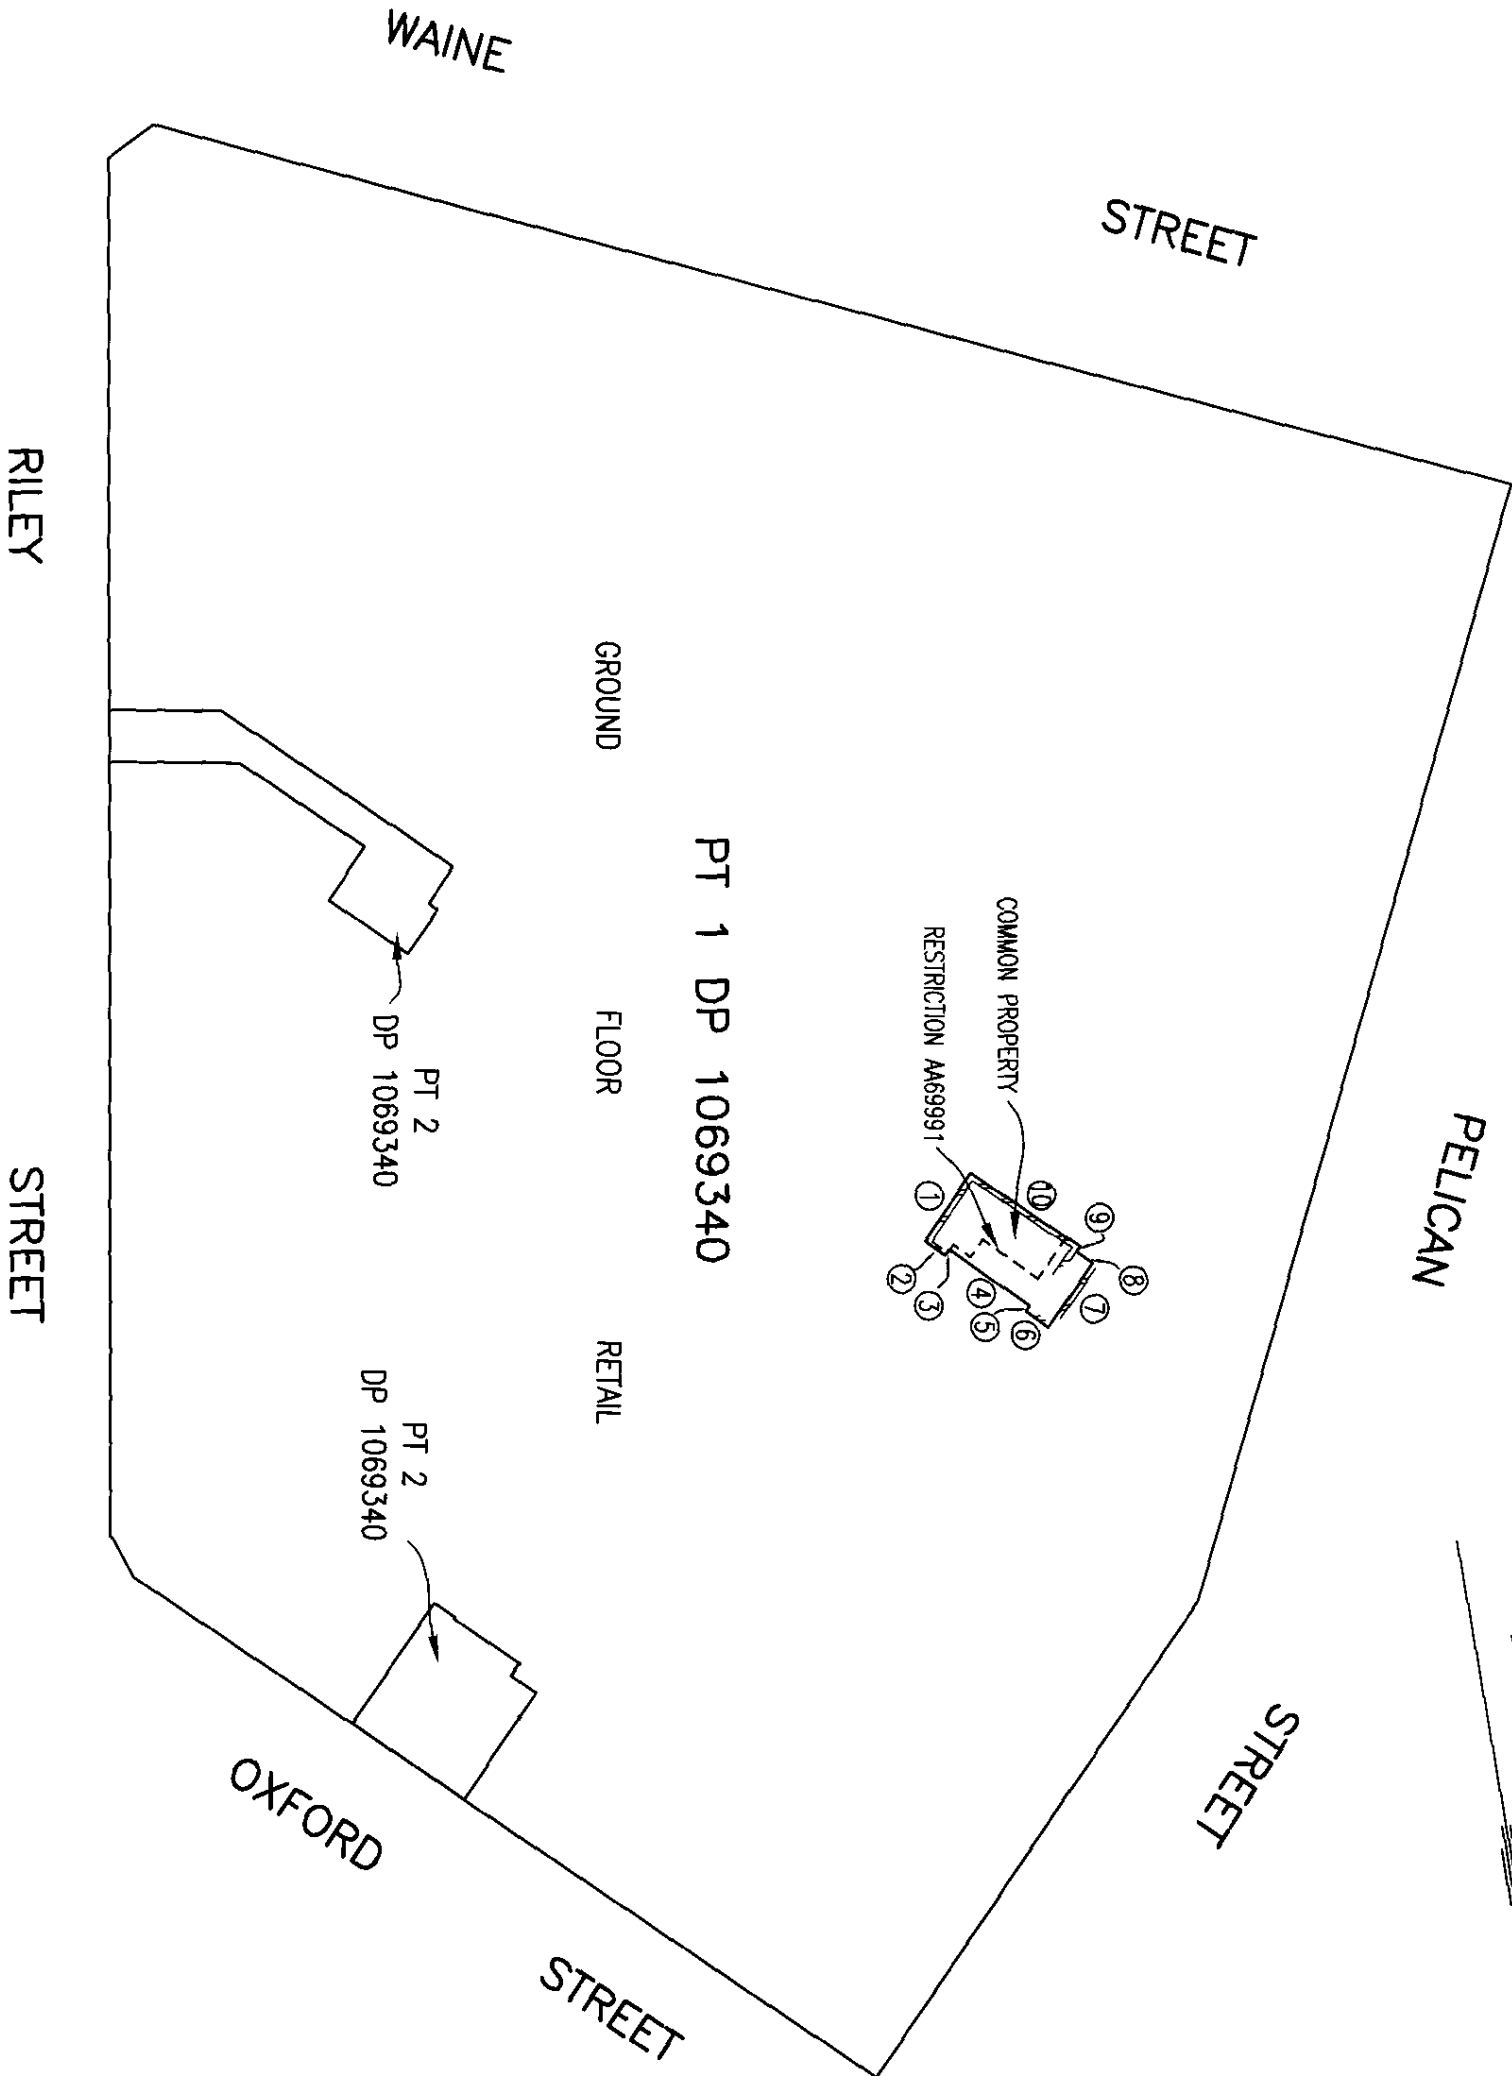 WAINE
STREET
PELICAN
STREET
COMMON PROPERTY
RESTRICTION AA69991
1
2
3
4
5
6
7
8
9
10
PT 1 DP 1069340
GROUND FLOOR RETAIL
PT 2
DP 1069340
PT 2
DP 1069340
RILEY
STREET
OXFORD
STREET